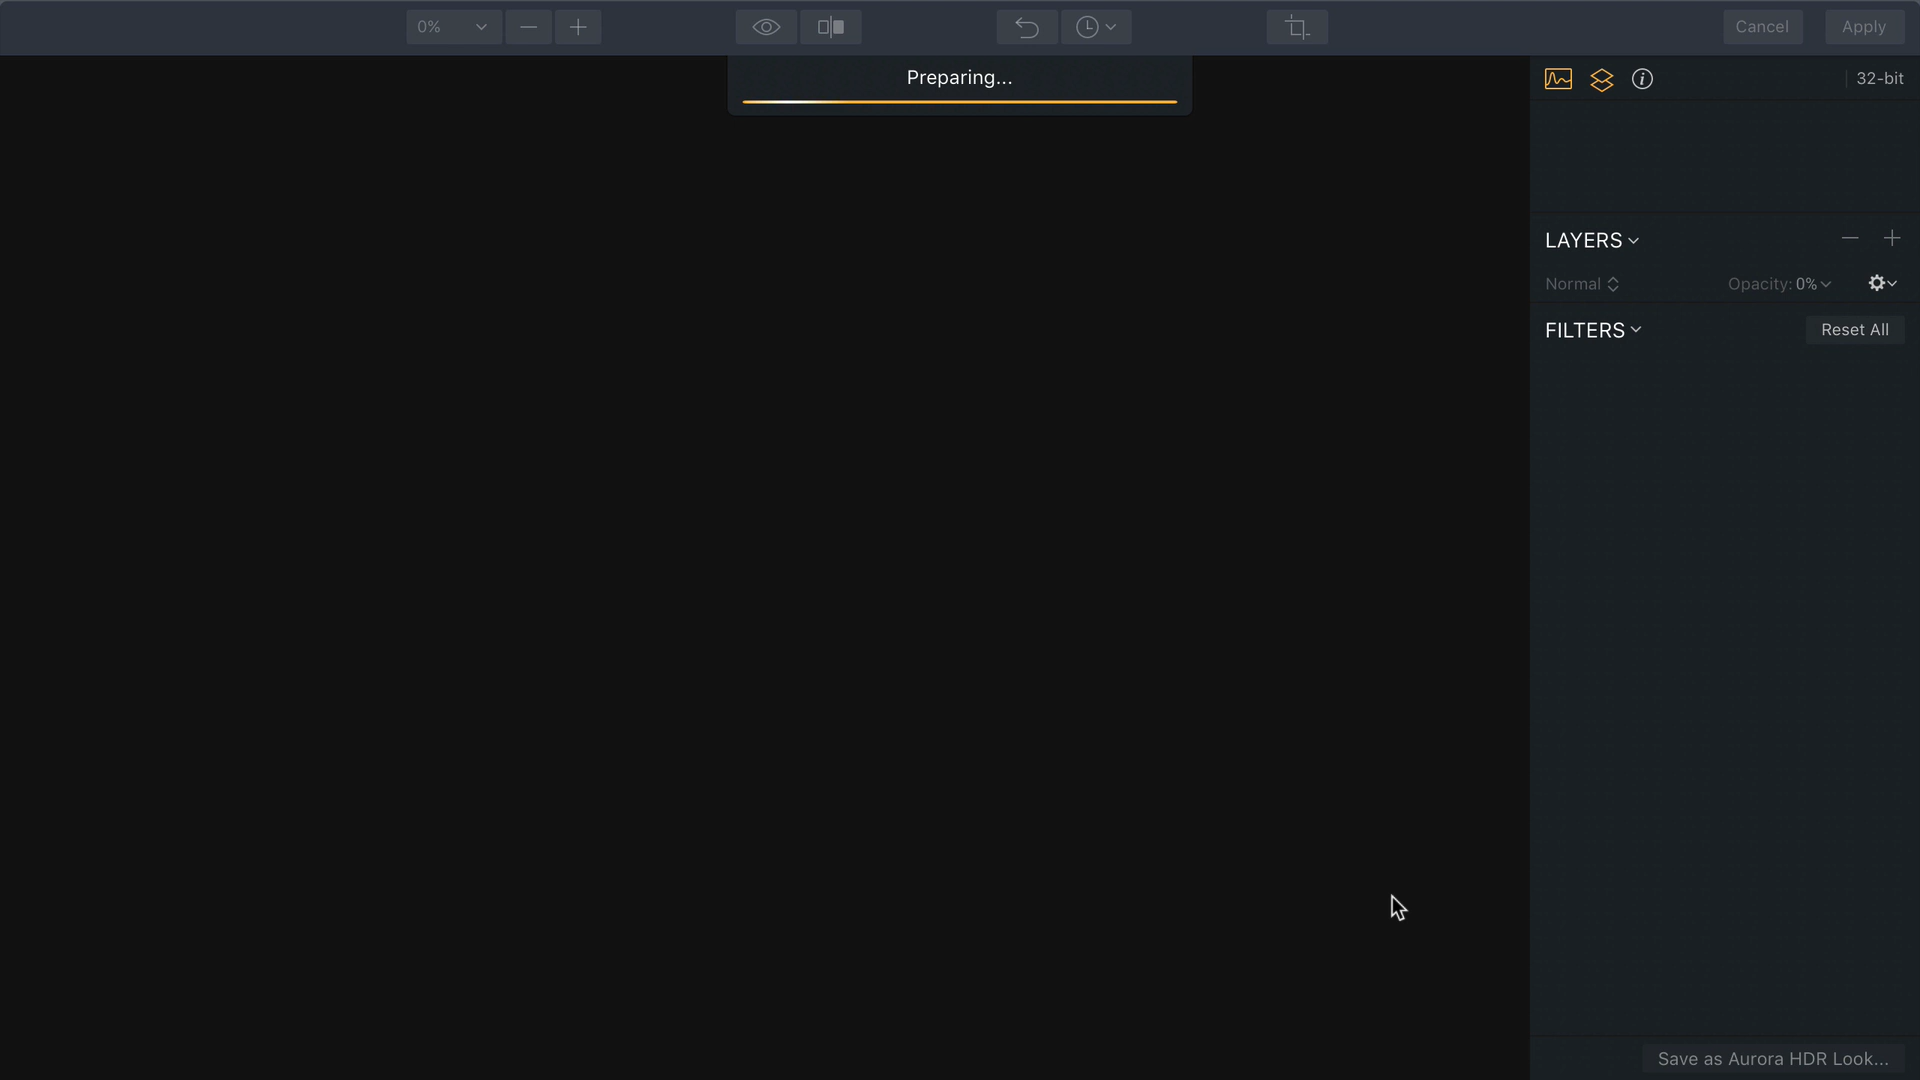 0%
Cancel
Apply
Preparing...
32-bit
LAYERS
Normal
Opacity: 0%
FILTERS
Reset All
Save as Aurora HDR Look...